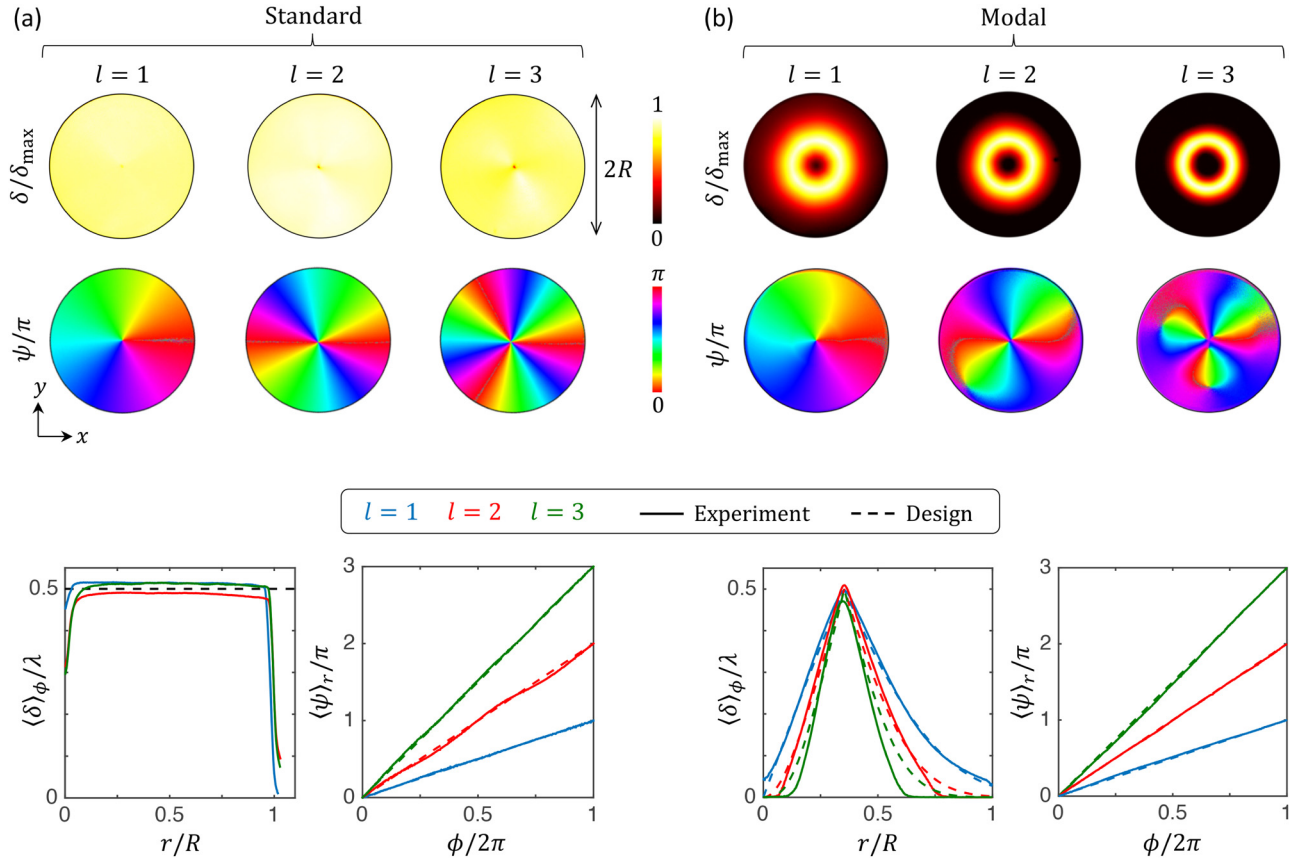 (a) Standard
l = 1 l = 2 l = 3
δ/δmax
2R
1
0
ψ/π
π
0
y
x
(b) Modal
l = 1 l = 2 l = 3
δ/δmax
ψ/π
l = 1 l = 2 l = 3 Experiment Design
⟨δ⟩ϕ/λ
0.5
0
0 0.5 1
r/R
⟨ψ⟩r/π
3
2
1
0
0 0.5 1
ϕ/2π
⟨δ⟩ϕ/λ
0.5
0
0 0.5 1
r/R
⟨ψ⟩r/π
3
2
1
0
0 0.5 1
ϕ/2π